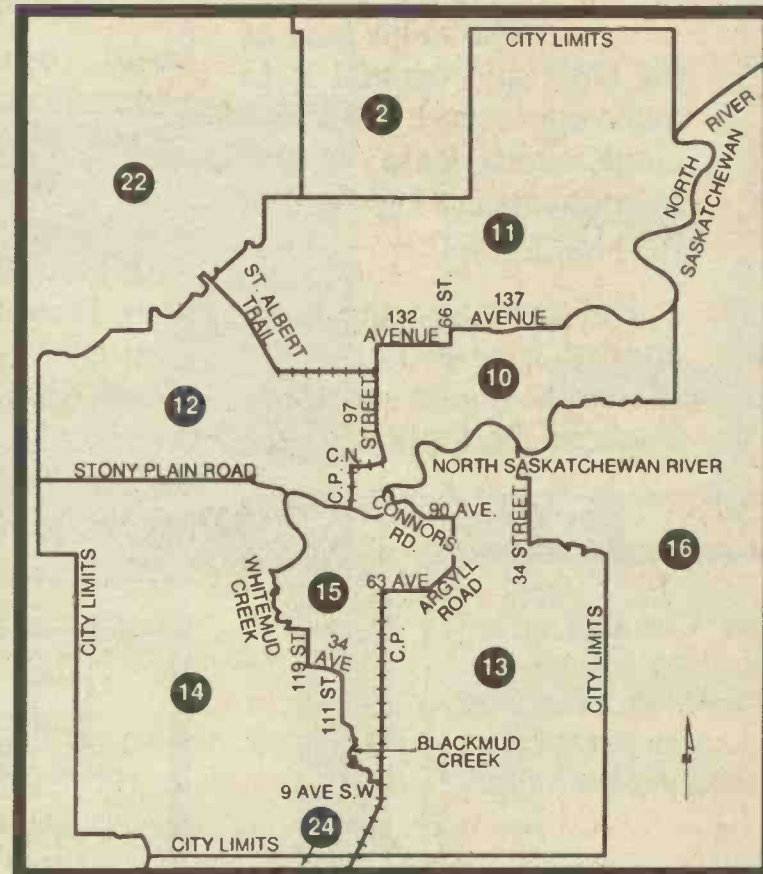 CITY LIMITS
2
RIVER
NORTH
SASKATCHEWAN
22
11
ST. ALBERT
TRAIL
66 ST.
132
AVENUE
137
AVENUE
10
12
97
STREET
C.N.
C.P.
STONY PLAIN ROAD
NORTH SASKATCHEWAN RIVER
CONNORS
RD.
90 AVE.
34 STREET
16
CITY LIMITS
WHITEMUD
CREEK
15
63 AVE
ARGYLL
ROAD
C.P.
119 ST
34
AVE
111 ST
13
CITY LIMITS
14
BLACKMUD
CREEK
9 AVE S.W.
24
CITY LIMITS